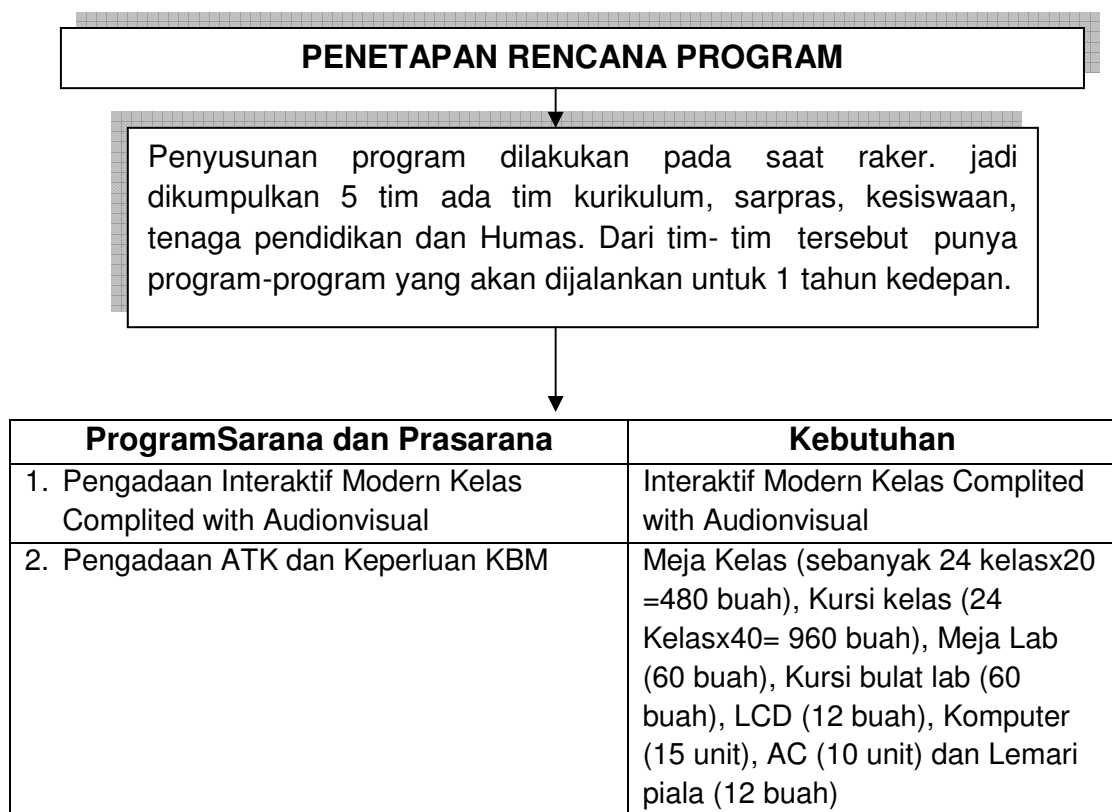 PENETAPAN RENCANA PROGRAM
Penyusunan program dilakukan pada saat raker. jadi
dikumpulkan 5 tim ada tim kurikulum, sarpras, kesiswaan,
tenaga pendidikan dan Humas. Dari tim- tim tersebut punya
program-program yang akan dijalankan untuk 1 tahun kedepan.
ProgramSarana dan Prasarana
Kebutuhan
1. Pengadaan Interaktif Modern Kelas
Complited with Audionvisual
Interaktif Modern Kelas Complited
with Audionvisual
2. Pengadaan ATK dan Keperluan KBM
Meja Kelas (sebanyak 24 kelasx20
=480 buah), Kursi kelas (24
Kelasx40= 960 buah), Meja Lab
(60 buah), Kursi bulat lab (60
buah), LCD (12 buah), Komputer
(15 unit), AC (10 unit) dan Lemari
piala (12 buah)